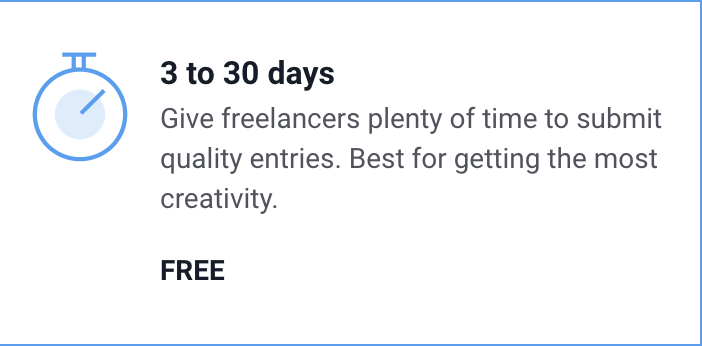 3 to 30 days
Give freelancers plenty of time to submit
quality entries. Best for getting the most
creativity.
FREE